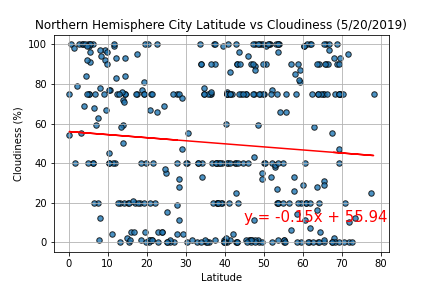 Northern Hemisphere City Latitude vs Cloudiness (5/20/2019)
100
80
60
40
20
0
Cloudiness (%)
y = -0.15x + 55.94
0 10 20 30 40 50 60 70 80
Latitude